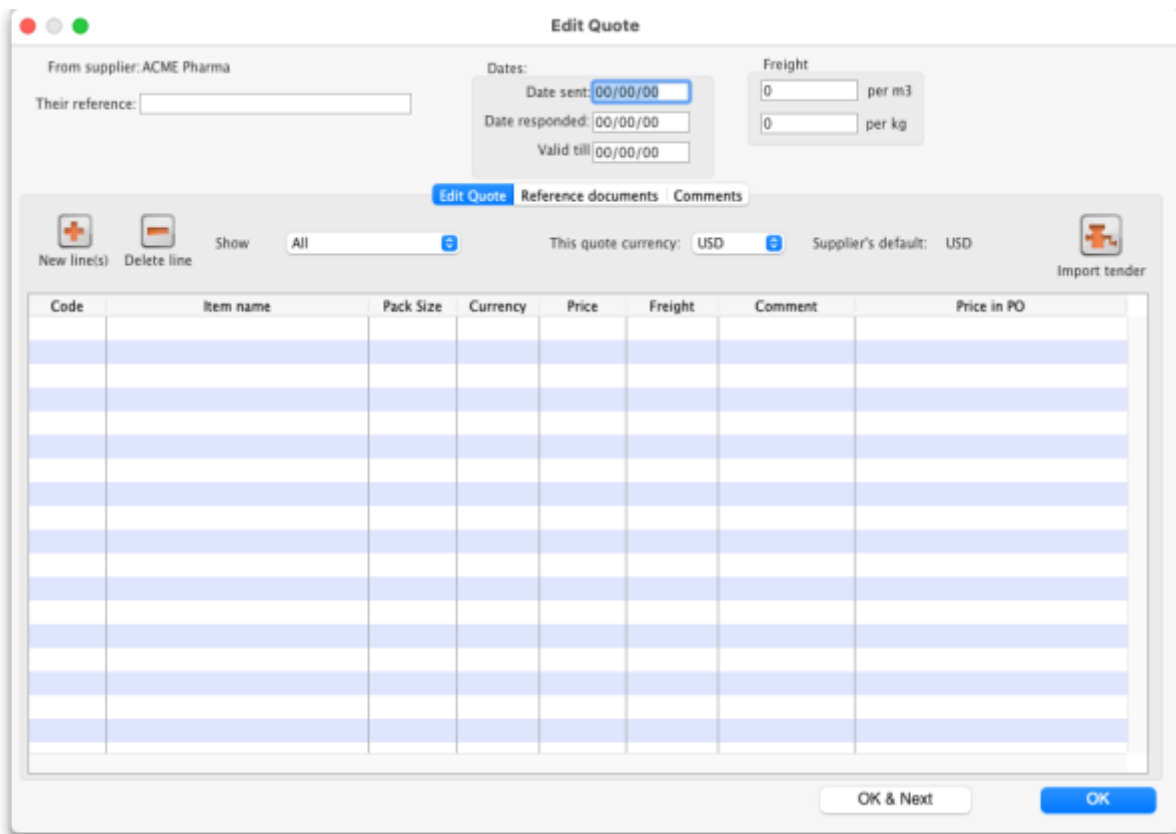 Edit Quote
From supplier: ACME Pharma
Their reference:
Dates:
Date sent: 00/00/00
Date responded: 00/00/00
Valid till 00/00/00
Freight
0 per m3
0 per kg
Edit Quote Reference documents Comments
New line(s) Delete line Show All This quote currency: USD Supplier's default: USD Import tender
Code Item name Pack Size Currency Price Freight Comment Price in PO
OK & Next OK